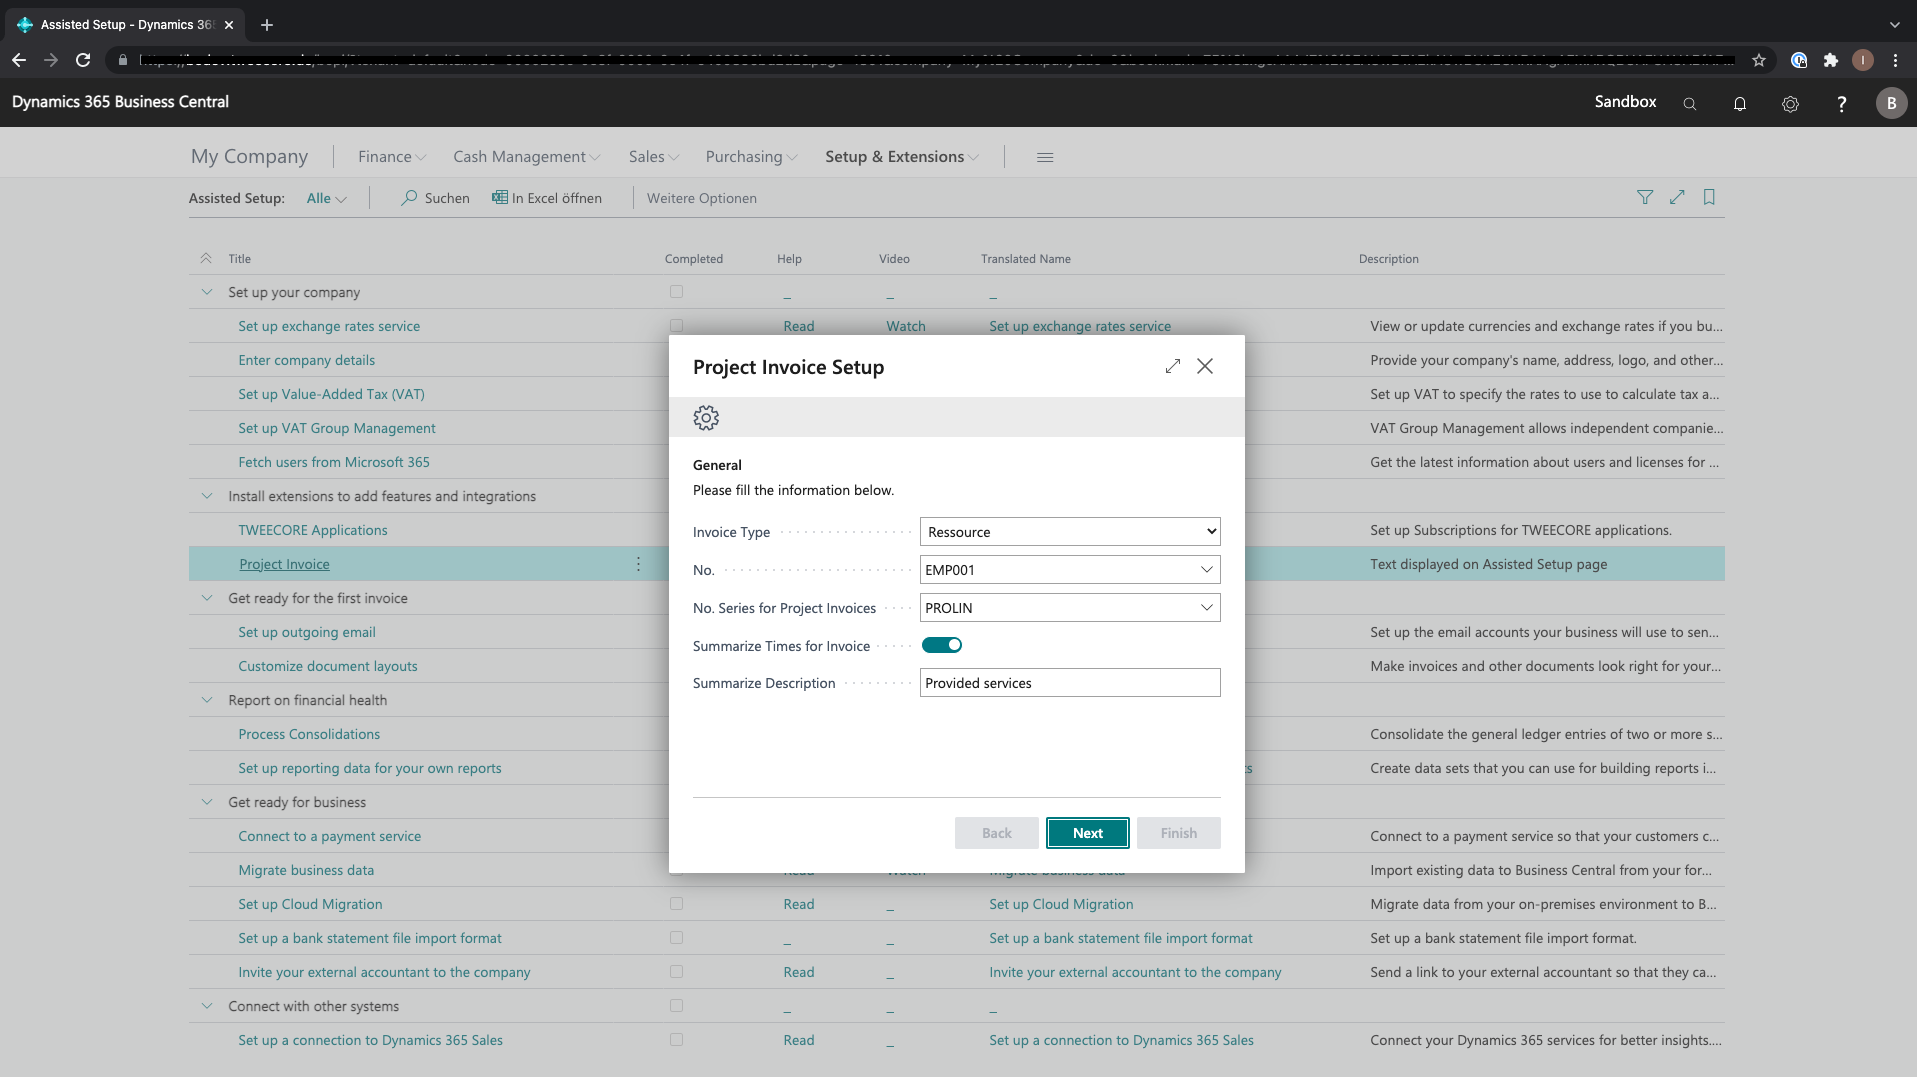 Assisted Setup - Dynamics 365
Dynamics 365 Business Central
Sandbox
?
B
I
My Company
Finance
Cash Management
Sales
Purchasing
Setup & Extensions
Assisted Setup:
Alle
Suchen
In Excel öffnen
Weitere Optionen
Title Completed Help Video Translated Name Description
Set up your company _ _ _
Set up exchange rates service Read Watch Set up exchange rates service View or update currencies and exchange rates if you bu...
Enter company details Provide your company's name, address, logo, and other...
Set up Value-Added Tax (VAT) Set up VAT to specify the rates to use to calculate tax a...
Set up VAT Group Management VAT Group Management allows independent companie...
Fetch users from Microsoft 365 Get the latest information about users and licenses for ...
Install extensions to add features and integrations
TWEECORE Applications Set up Subscriptions for TWEECORE applications.
Project Invoice Text displayed on Assisted Setup page
Get ready for the first invoice
Set up outgoing email Set up the email accounts your business will use to sen...
Customize document layouts Make invoices and other documents look right for your...
Report on financial health
Process Consolidations Consolidate the general ledger entries of two or more s...
Set up reporting data for your own reports ts Create data sets that you can use for building reports i...
Get ready for business
Connect to a payment service Connect to a payment service so that your customers c...
Migrate business data Read Watch Migrate business data Import existing data to Business Central from your for...
Set up Cloud Migration Read _ Set up Cloud Migration Migrate data from your on-premises environment to B...
Set up a bank statement file import format _ _ Set up a bank statement file import format Set up a bank statement file import format.
Invite your external accountant to the company Read _ Invite your external accountant to the company Send a link to your external accountant so that they ca...
Connect with other systems _ _ _
Set up a connection to Dynamics 365 Sales Read _ Set up a connection to Dynamics 365 Sales Connect your Dynamics 365 services for better insights....
Project Invoice Setup
General
Please fill the information below.
Invoice Type Ressource
No. EMP001
No. Series for Project Invoices PROLIN
Summarize Times for Invoice
Summarize Description Provided services
Back
Next
Finish